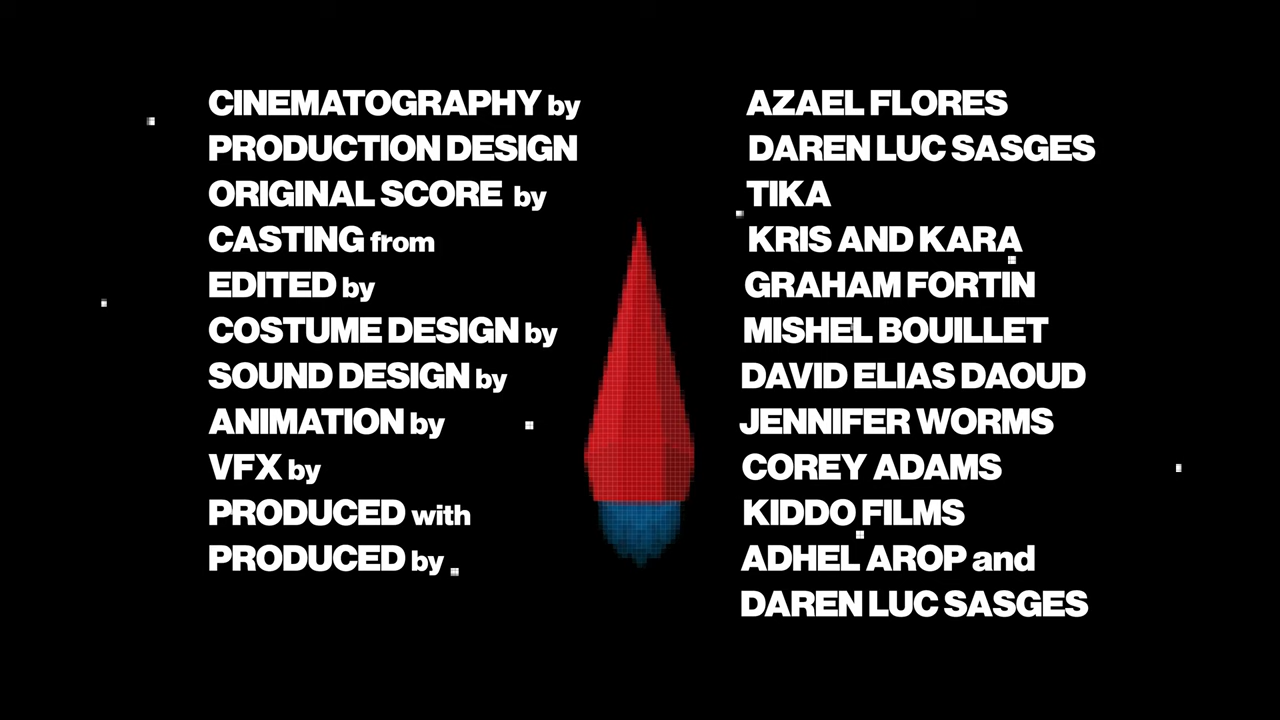 CINEMATOGRAPHY by AZAEL FLORES
PRODUCTION DESIGN DAREN LUC SASGES
ORIGINAL SCORE by TIKA
CASTING from KRIS AND KARA
EDITED by GRAHAM FORTIN
COSTUME DESIGN by MISHEL BOUILLET
SOUND DESIGN by DAVID ELIAS DAOUD
ANIMATION by JENNIFER WORMS
VFX by COREY ADAMS
PRODUCED with KIDDO FILMS
PRODUCED by ADHEL AROP and
DAREN LUC SASGES